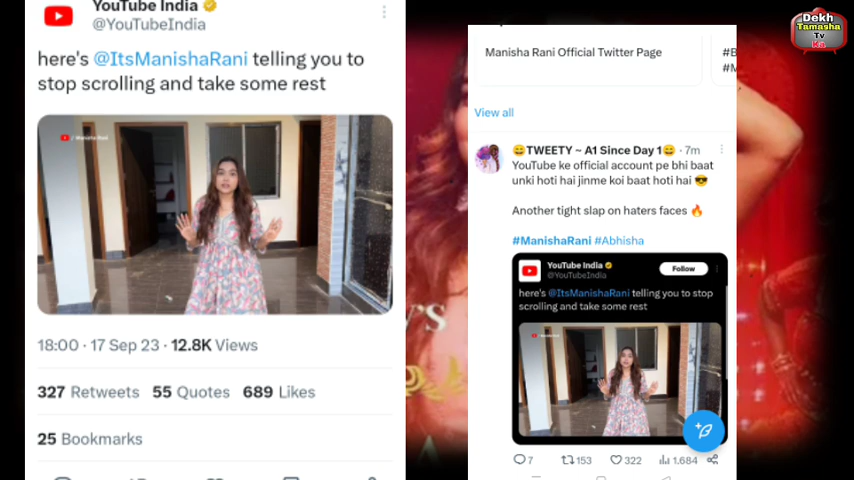 YouTube India
@YouTubeIndia
here's @ItsManishaRani telling you to
stop scrolling and take some rest
18:00 · 17 Sep 23 · 12.8K Views
327 Retweets 55 Quotes 689 Likes
25 Bookmarks
Manisha Rani Official Twitter Page
#B
#M
View all
😄TWEETY ~ A1 Since Day 1😄 · 7m
YouTube ke official account pe bhi baat
unki hoti hai jinme koi baat hoti hai 😎
Another tight slap on haters faces 🔥
#ManishaRani #Abhisha
YouTube India
@YouTubeIndia
Follow
here's @ItsManishaRani telling you to stop
scrolling and take some rest
7 153 322 1.684
Dekh
Tamasha
Tv
Ka